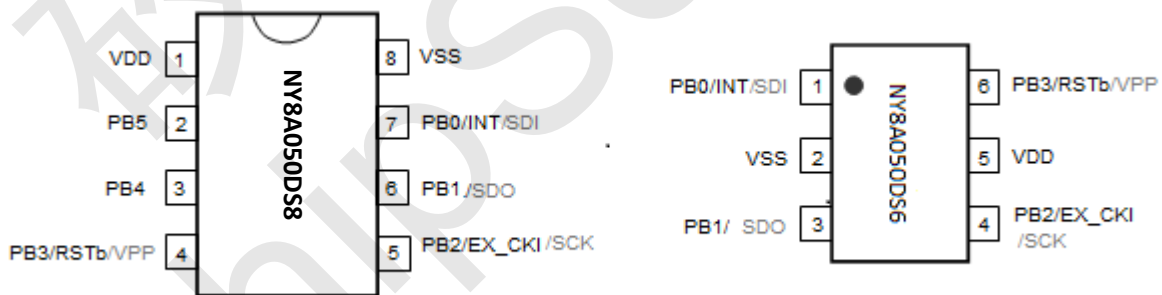 VDD 1
PB5 2
PB4 3
PB3/RSTb/VPP 4
NY8A050DS8
8 VSS
7 PB0/INT/SDI
6 PB1/SDO
5 PB2/EX_CKI/SCK
PB0/INT/SDI 1
VSS 2
PB1/ SDO 3
NY8A050DS6
6 PB3/RSTb/VPP
5 VDD
4 PB2/EX_CKI
/SCK